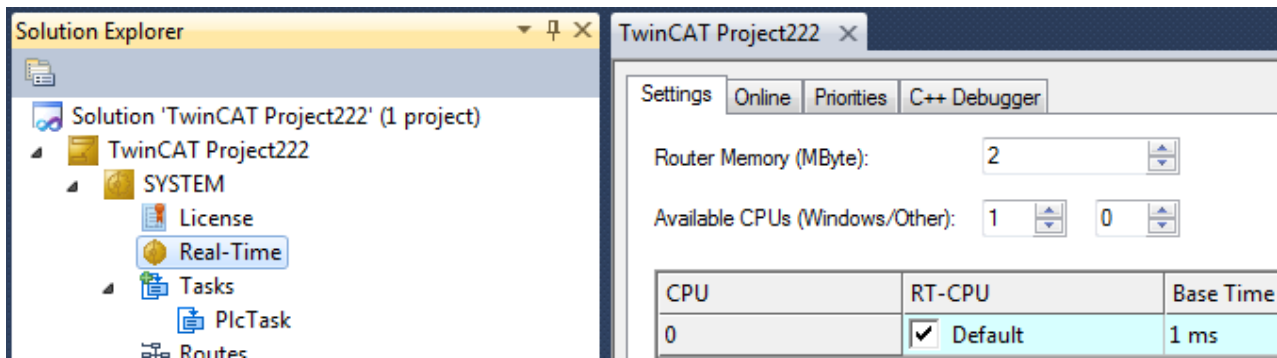 Solution Explorer
Solution 'TwinCAT Project222' (1 project)
TwinCAT Project222
SYSTEM
License
Real-Time
Tasks
PlcTask
Routes
TwinCAT Project222
Settings Online Priorities C++ Debugger
Router Memory (MByte): 2
Available CPUs (Windows/Other): 1 0
CPU RT-CPU Base Time
0 Default 1 ms